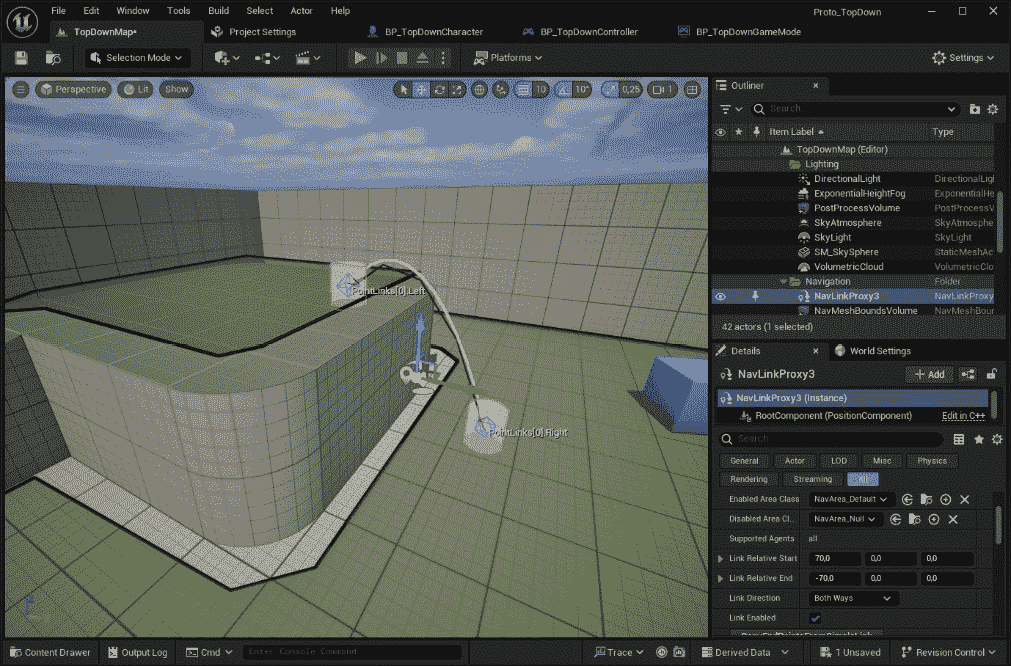 File Edit Window Tools Build Select Actor Help
Proto_TopDown
TopDownMap• Project Settings BP_TopDownCharacter BP_TopDownController BP_TopDownGameMode
Selection Mode Platforms Settings
Perspective Lit Show 10 10° 0,25 1
Outliner
Search...
Item Label Type
TopDownMap (Editor)
Lighting
DirectionalLight DirectionalLigh
ExponentialHeightFog ExponentialHe
PostProcessVolume PostProcessV
SkyAtmosphere SkyAtmosphe
SkyLight SkyLight
SM_SkySphere StaticMeshAc
VolumetricCloud VolumetricClo
Navigation Folder
NavLinkProxy3 NavLinkProxy
NavMeshBoundsVolume NavMeshBoun
42 actors (1 selected)
PointLinks[0].Left
PointLinks[0].Right
Details World Settings
NavLinkProxy3 Add
NavLinkProxy3 (Instance)
RootComponent (PositionComponent) Edit in C++
Search
General Actor LOD Misc Physics
Rendering Streaming All
Enabled Area Class NavArea_Default
Disabled Area Cl.. NavArea_Null
Supported Agents all
Link Relative Start 70,0 0,0 0,0
Link Relative End -70,0 0,0 0,0
Link Direction Both Ways
Link Enabled
Content Drawer Output Log Cmd Enter Console Command Trace Derived Data 1 Unsaved Revision Control